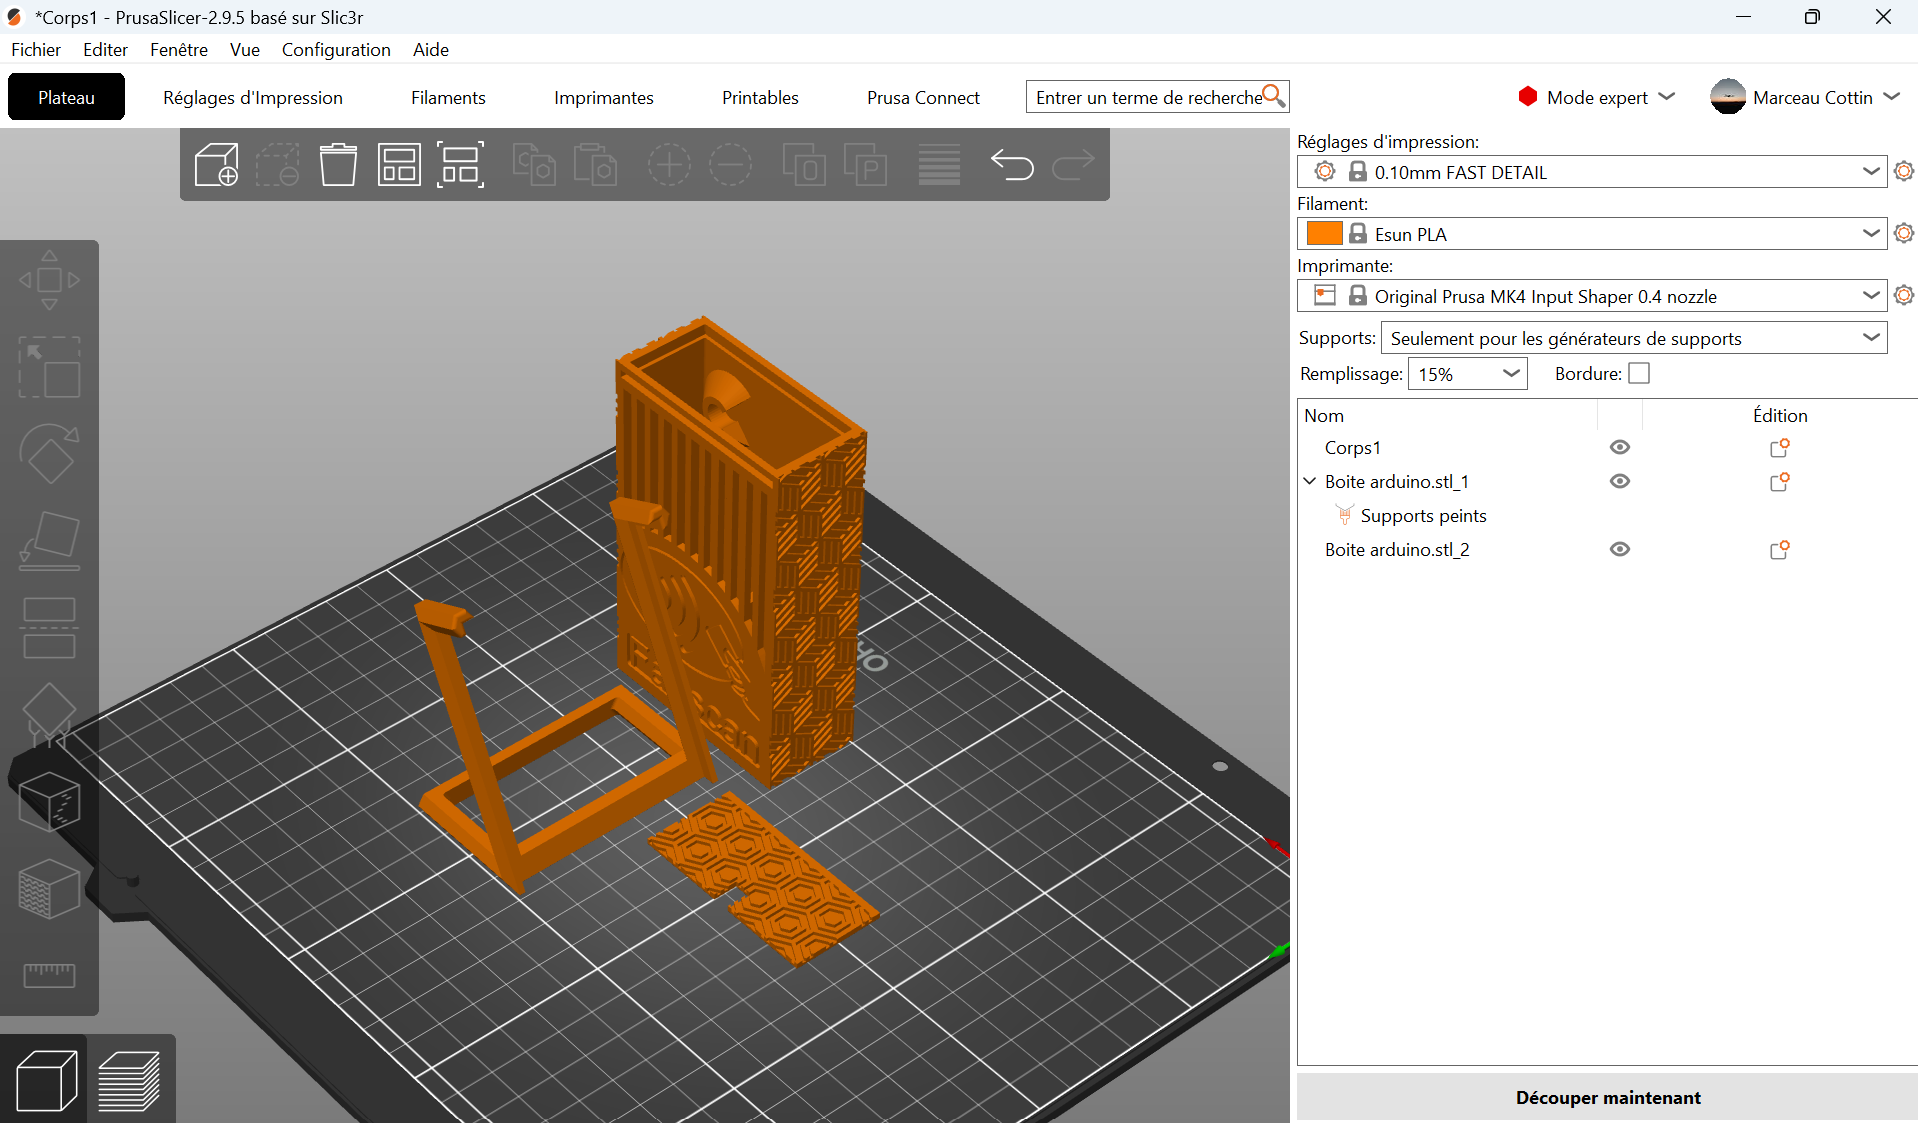 *Corps1 - PrusaSlicer-2.9.5 basé sur Slic3r
Fichier Editer Fenêtre Vue Configuration Aide
Plateau Réglages d'Impression Filaments Imprimantes Printables Prusa Connect Entrer un terme de recherche Mode expert Marceau Cottin
Réglages d'impression:
0.10mm FAST DETAIL
Filament:
Esun PLA
Imprimante:
Original Prusa MK4 Input Shaper 0.4 nozzle
Supports: Seulement pour les générateurs de supports
Remplissage: 15% Bordure:
Nom Édition
Corps1
Boite arduino.stl_1
Supports peints
Boite arduino.stl_2
Découper maintenant